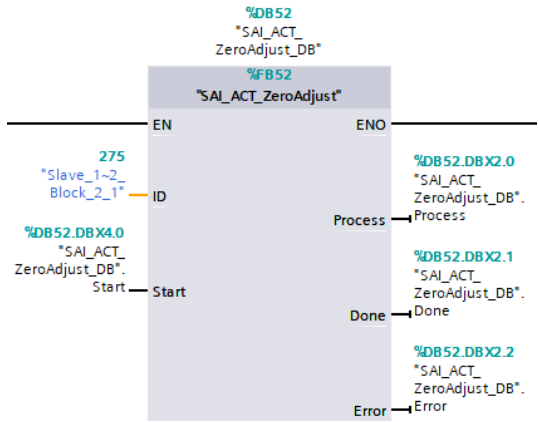 %DB52
"SAI_ACT_
ZeroAdjust_DB"
%FB52
"SAI_ACT_ZeroAdjust"
EN
ENO
275
"Slave_1~2_
Block_2_1"
ID
%DB52.DBX2.0
"SAI_ACT_
ZeroAdjust_DB".
Process
Process
%DB52.DBX4.0
"SAI_ACT_
ZeroAdjust_DB".
Start
Start
%DB52.DBX2.1
"SAI_ACT_
ZeroAdjust_DB".
Done
Done
%DB52.DBX2.2
"SAI_ACT_
ZeroAdjust_DB".
Error
Error